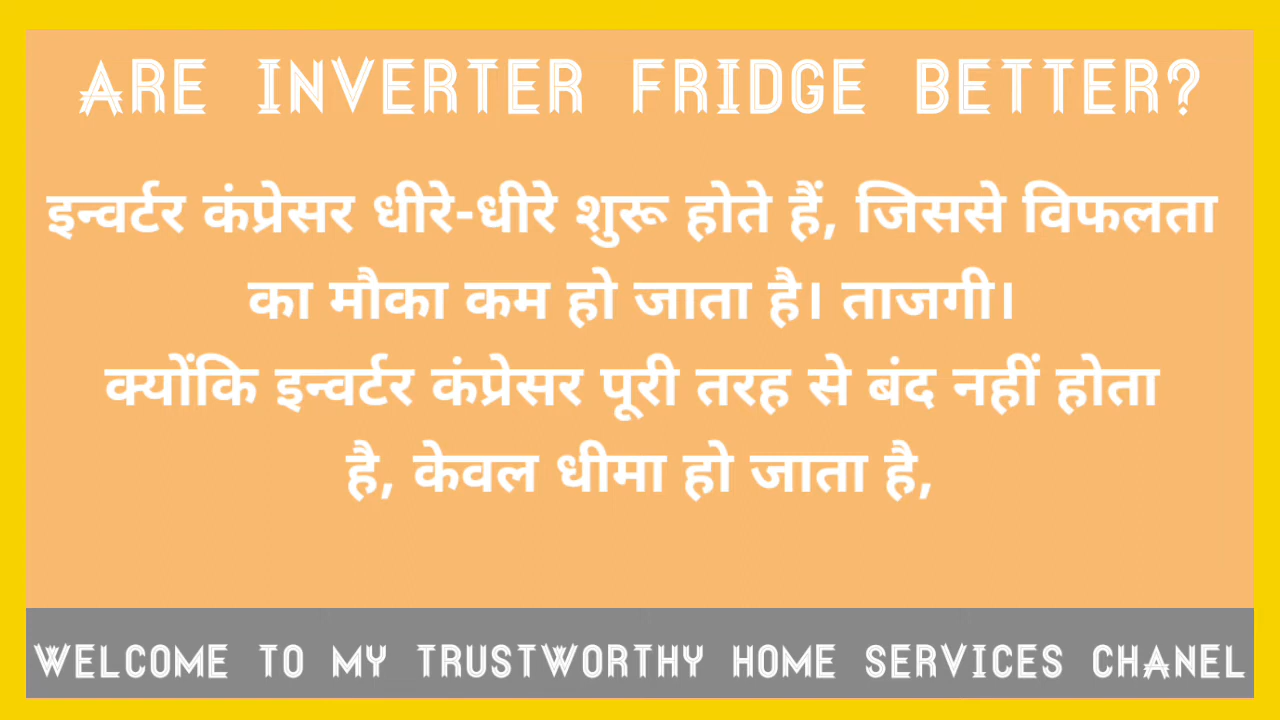 ARE INVERTER FRIDGE BETTER?
इन्वर्टर कंप्रेसर धीरे-धीरे शुरू होते हैं, जिससे विफलता
का मौका कम हो जाता है। ताजगी।
क्योंकि इन्वर्टर कंप्रेसर पूरी तरह से बंद नहीं होता
है, केवल धीमा हो जाता है,
WELCOME TO MY TRUSTWORTHY HOME SERVICES CHANEL